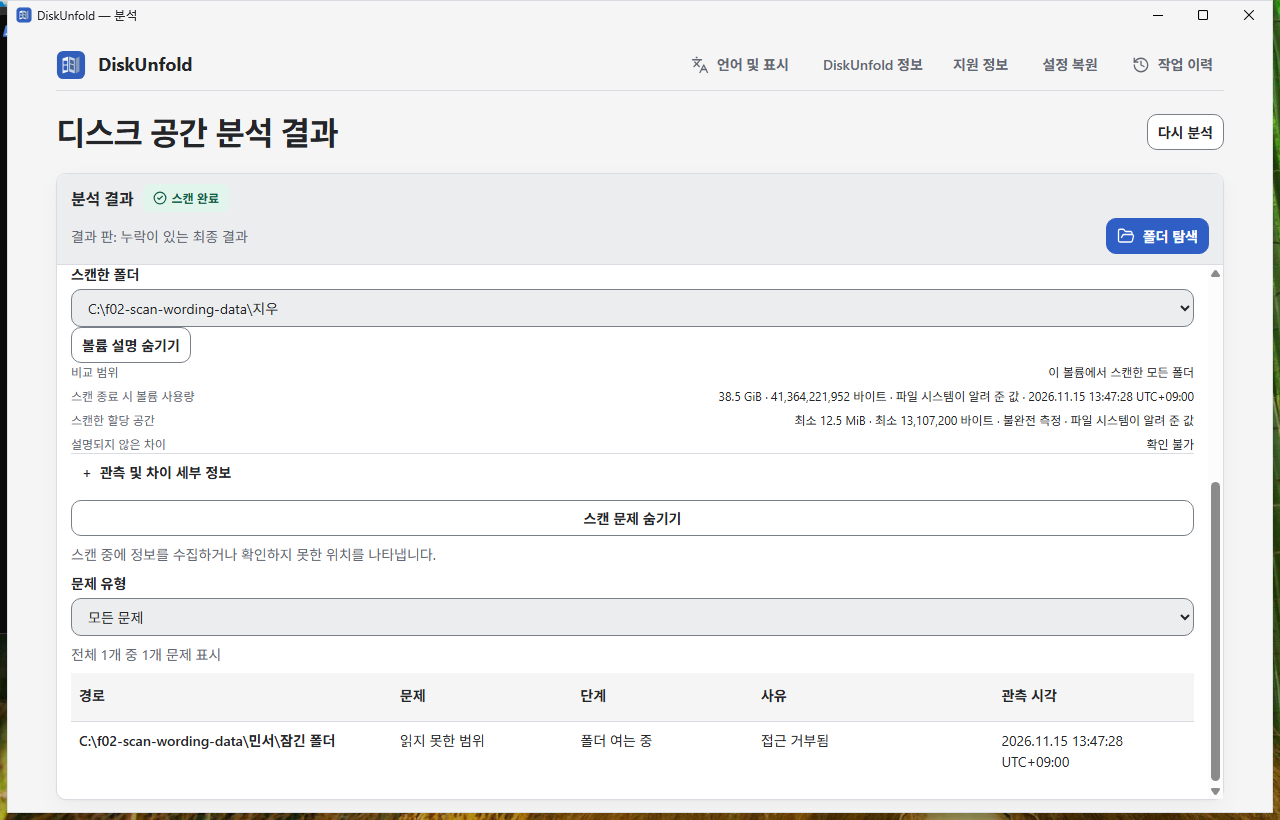 DiskUnfold — 분석
DiskUnfold
언어 및 표시
DiskUnfold 정보
지원 정보
설정 복원
작업 이력
디스크 공간 분석 결과
다시 분석
분석 결과
스캔 완료
결과 판: 누락이 있는 최종 결과
폴더 탐색
스캔한 폴더
C:\f02-scan-wording-data\지우
볼륨 설명 숨기기
비교 범위
이 볼륨에서 스캔한 모든 폴더
스캔 종료 시 볼륨 사용량
38.5 GiB · 41,364,221,952 바이트 · 파일 시스템이 알려 준 값 · 2026.11.15 13:47:28 UTC+09:00
스캔한 할당 공간
최소 12.5 MiB · 최소 13,107,200 바이트 · 불완전 측정 · 파일 시스템이 알려 준 값
설명되지 않은 차이
확인 불가
+ 관측 및 차이 세부 정보
스캔 문제 숨기기
스캔 중에 정보를 수집하거나 확인하지 못한 위치를 나타냅니다.
문제 유형
모든 문제
전체 1개 중 1개 문제 표시
경로 문제 단계 사유 관측 시각
C:\f02-scan-wording-data\민서\잠긴 폴더 읽지 못한 범위 폴더 여는 중 접근 거부됨 2026.11.15 13:47:28
UTC+09:00